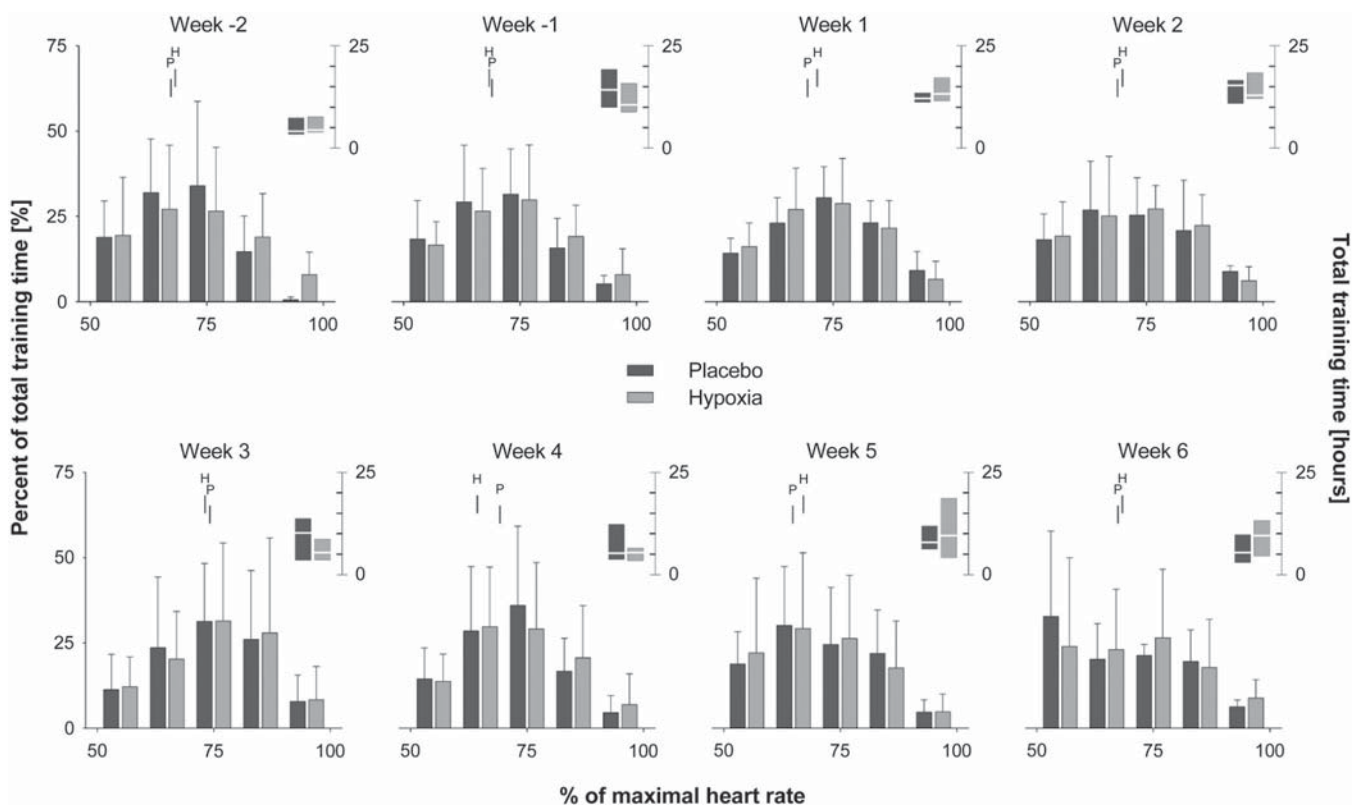 Week -2
Week -1
Week 1
Week 2
75
50
25
0
H
P
25
0
H
P
25
0
H
P
25
0
H
P
25
0
50
75
100
50
75
100
50
75
100
50
75
100
Percent of total training time [%]
Total training time [hours]
Placebo
Hypoxia
Week 3
Week 4
Week 5
Week 6
75
50
25
0
H
P
25
0
H
P
25
0
H
P
25
0
H
P
25
0
50
75
100
50
75
100
50
75
100
50
75
100
% of maximal heart rate